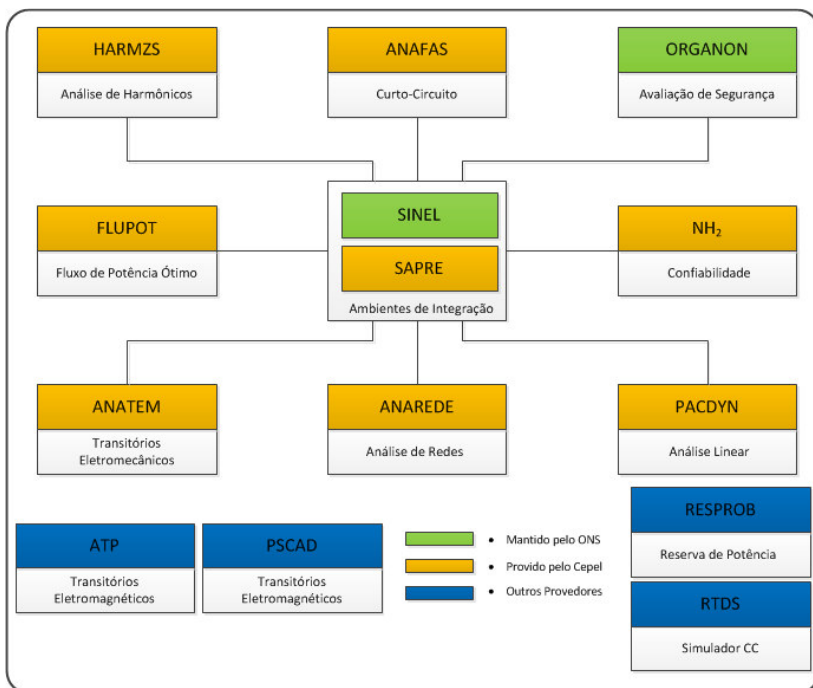 HARMZS
Análise de Harmônicos
ANAFAS
Curto-Circuito
ORGANON
Avaliação de Segurança
FLUPOT
Fluxo de Potência Ótimo
SINEL
SAPRE
Ambientes de Integração
NH₂
Confiabilidade
ANATEM
Transitórios
Eletromecânicos
ANAREDE
Análise de Redes
PACDYN
Análise Linear
ATP
Transitórios
Eletromagnéticos
PSCAD
Transitórios
Eletromagnéticos
• Mantido pelo ONS
• Provido pelo Cepel
• Outros Provedores
RESPROB
Reserva de Potência
RTDS
Simulador CC